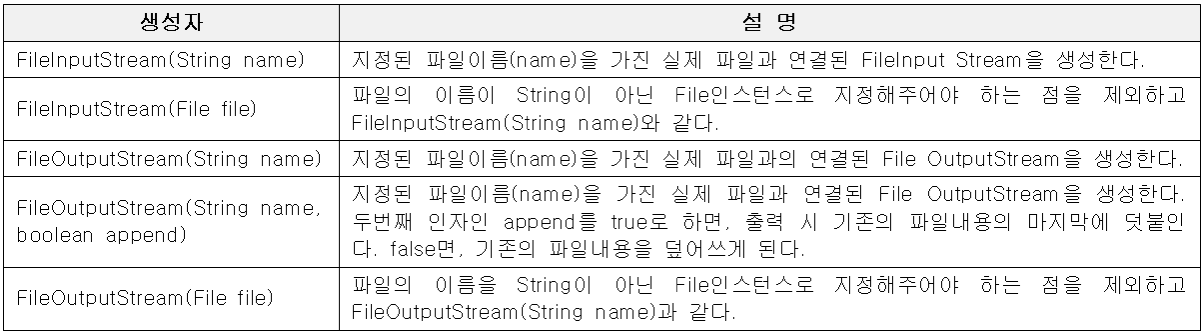 생성자
설 명
FileInputStream(String name)
지정된 파일이름(name)을 가진 실제 파일과 연결된 FileInput Stream을 생성한다.
FileInputStream(File file)
파일의 이름이 String이 아닌 File인스턴스로 지정해주어야 하는 점을 제외하고
FileInputStream(String name)와 같다.
FileOutputStream(String name)
지정된 파일이름(name)을 가진 실제 파일과의 연결된 File OutputStream을 생성한다.
FileOutputStream(String name,
boolean append)
지정된 파일이름(name)을 가진 실제 파일과 연결된 File OutputStream을 생성한다.
두번째 인자인 append를 true로 하면, 출력 시 기존의 파일내용의 마지막에 덧붙인
다. false면, 기존의 파일내용을 덮어쓰게 된다.
FileOutputStream(File file)
파일의 이름을 String이 아닌 File인스턴스로 지정해주어야 하는 점을 제외하고
FileOutputStream(String name)과 같다.